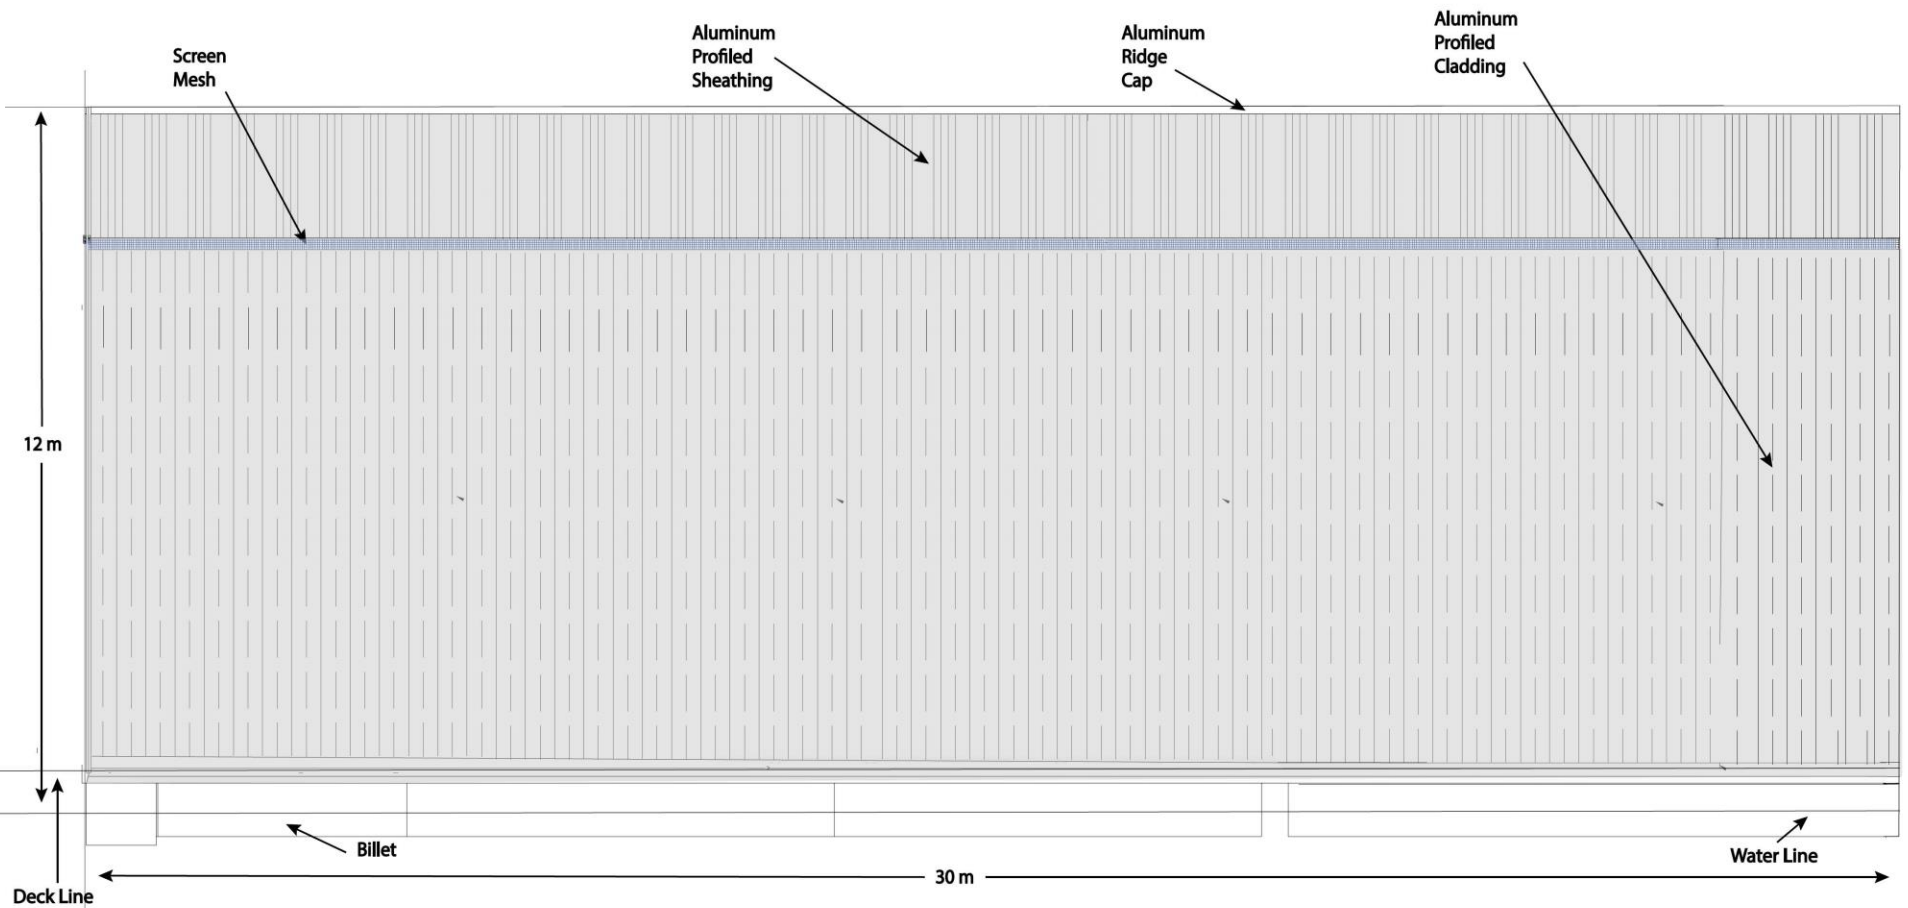 Screen
Mesh
Aluminum
Profiled
Sheathing
Aluminum
Ridge
Cap
Aluminum
Profiled
Cladding
12 m
Billet
Water Line
30 m
Deck Line